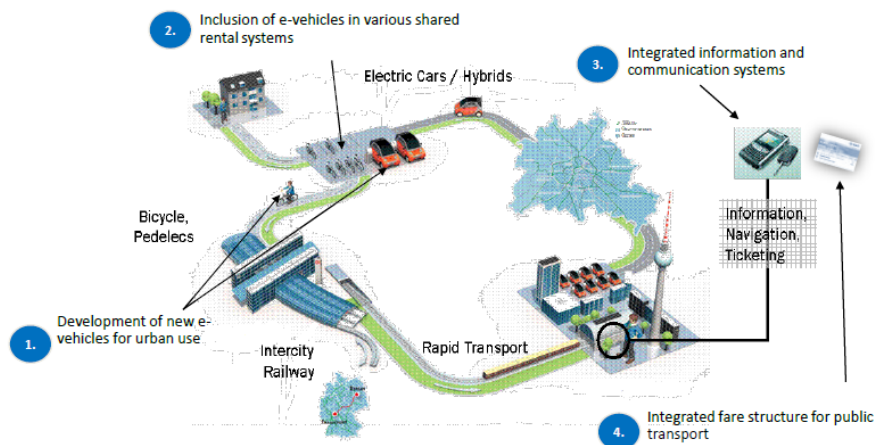 2.
Inclusion of e-vehicles in various shared
rental systems
3.
Integrated information and
communication systems
Electric Cars / Hybrids
Bicycle,
Pedelecs
Information,
Navigation,
Ticketing
1.
Development of new e-
vehicles for urban use
Intercity
Railway
Rapid Transport
4.
Integrated fare structure for public
transport